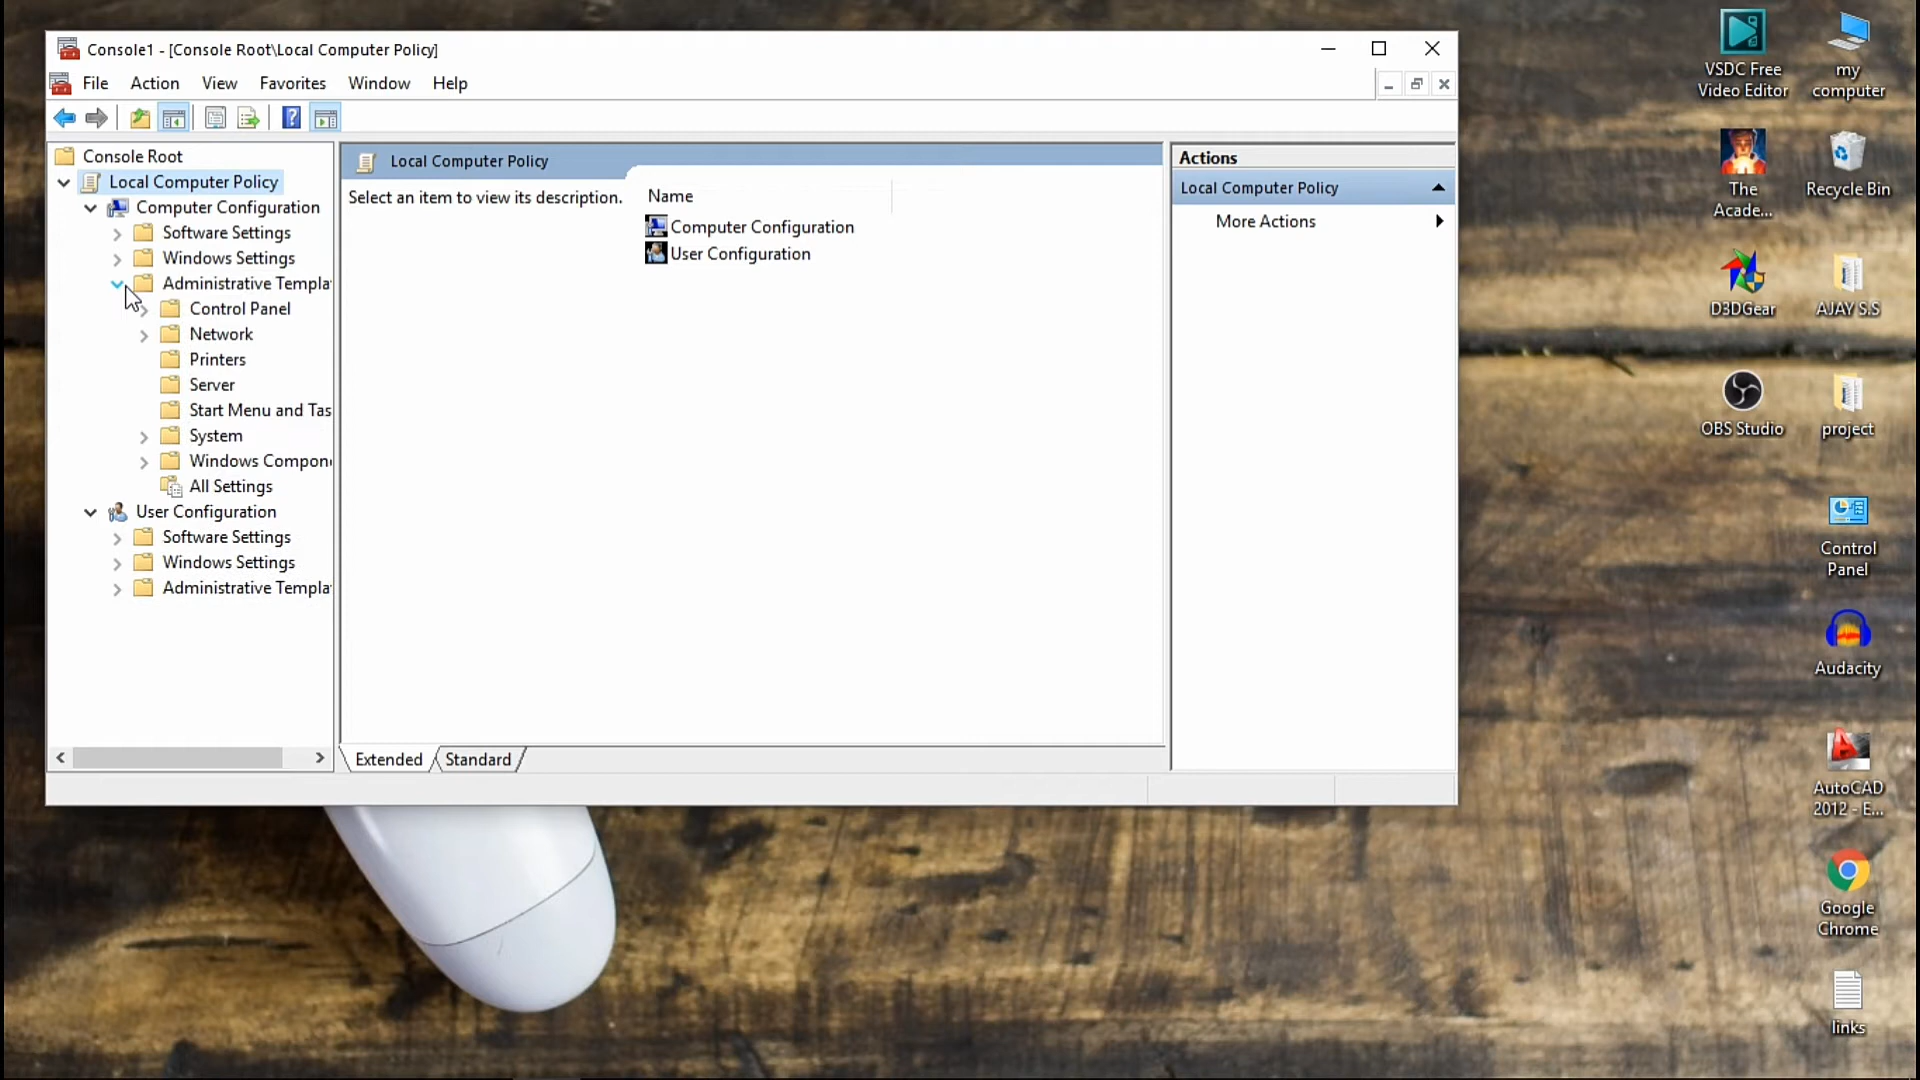 Console1 - [Console Root\Local Computer Policy]
File Action View Favorites Window Help
Console Root
Local Computer Policy
Computer Configuration
Software Settings
Windows Settings
Administrative Templa
Control Panel
Network
Printers
Server
Start Menu and Tas
System
Windows Compon
All Settings
User Configuration
Software Settings
Windows Settings
Administrative Templa
Local Computer Policy
Select an item to view its description.
Name
Computer Configuration
User Configuration
Extended Standard
Actions
Local Computer Policy
More Actions
VSDC Free
Video Editor
my
computer
The
Acade...
Recycle Bin
D3DGear
AJAY S.S
OBS Studio
project
Control
Panel
Audacity
AutoCAD
2012 - E...
Google
Chrome
links